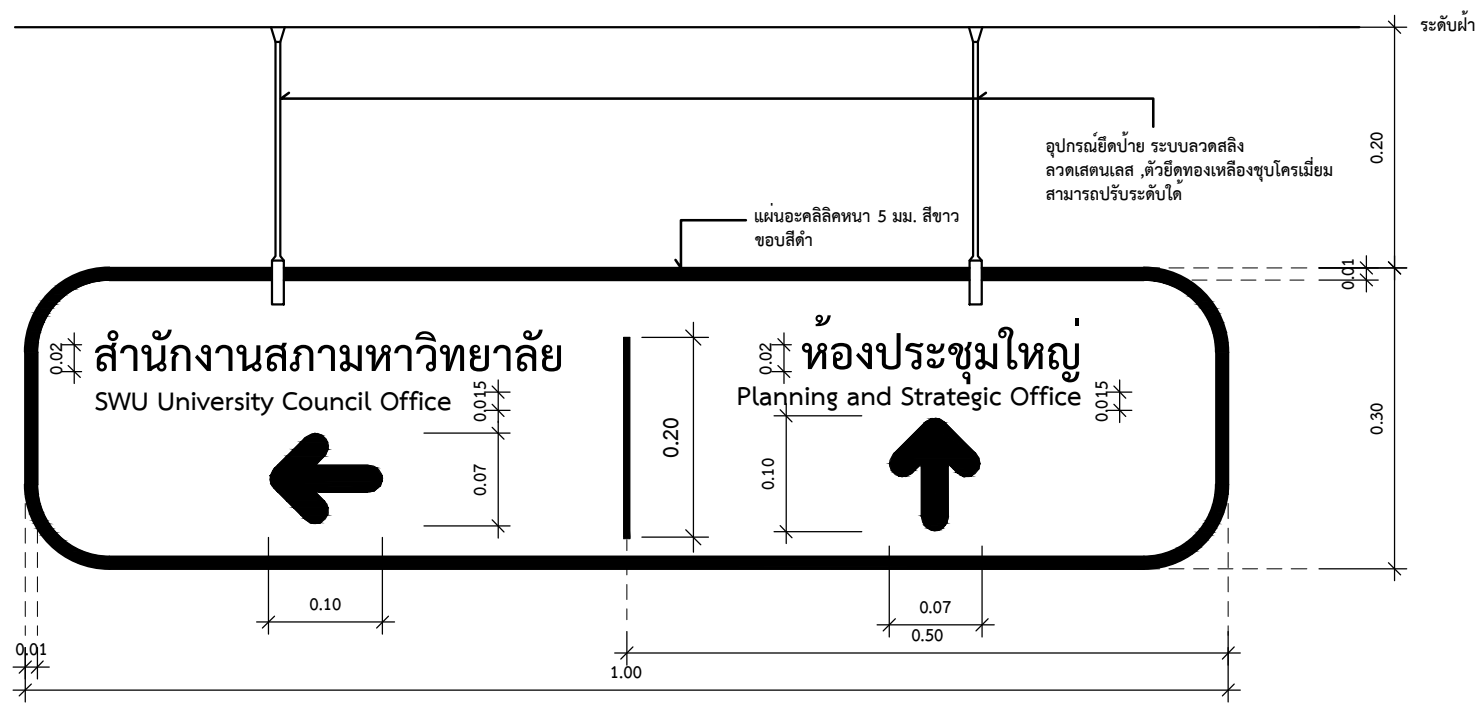 ระดับฝ้า
0.20
อุปกรณ์ยึดป้าย ระบบลวดสลิง
ลวดเสตนเลส ,ตัวยึดทองเหลืองชุบโครเมี่ยม
สามารถปรับระดับใด้
แผ่นอะคลิลิคหนา 5 มม. สีขาว
ขอบสีดำ
0.01
0.02
สำนักงานสภามหาวิทยาลัย
SWU University Council Office
0.015
0.07
0.20
0.02
ห้องประชุมใหญ่
Planning and Strategic Office
0.015
0.10
0.30
0.10
0.07
0.50
0.01
1.00